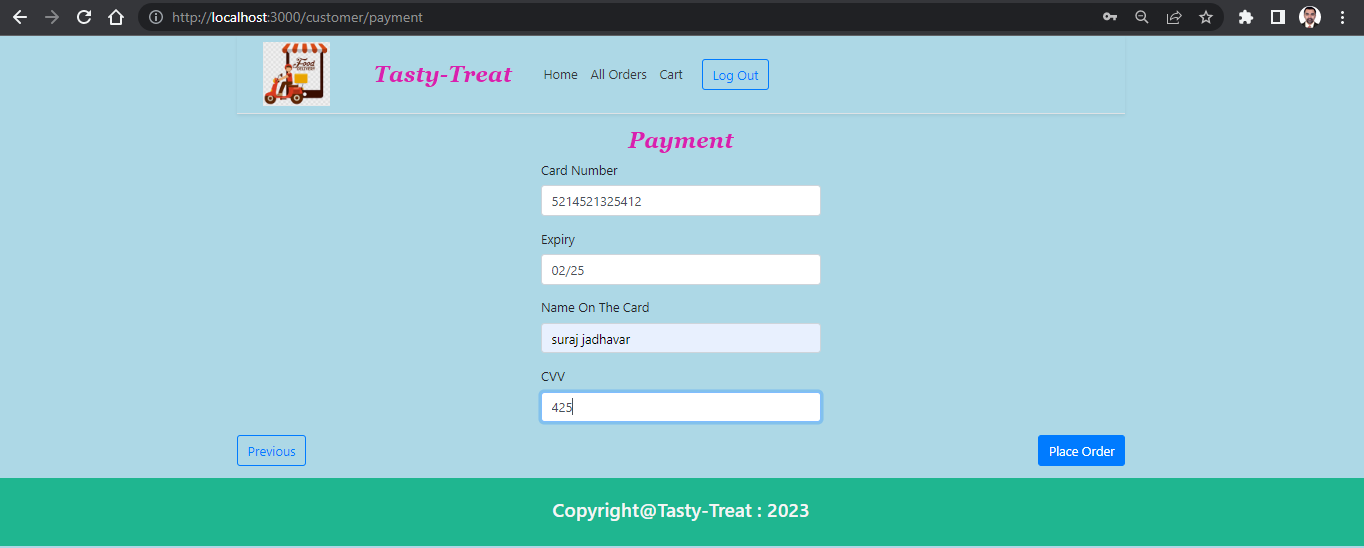 http://localhost:3000/customer/payment
Food
DELIVERY
Tasty-Treat
Home All Orders Cart Log Out
Payment
Card Number
5214521325412
Expiry
02/25
Name On The Card
suraj jadhavar
CVV
425
Previous Place Order
Copyright@Tasty-Treat : 2023